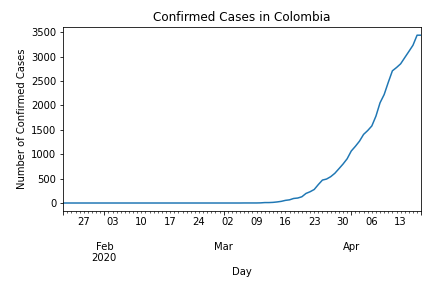 Confirmed Cases in Colombia
Number of Confirmed Cases
3500
3000
2500
2000
1500
1000
500
0
27 03 10 17 24 02 09 16 23 30 06 13
Feb Mar Apr
2020
Day